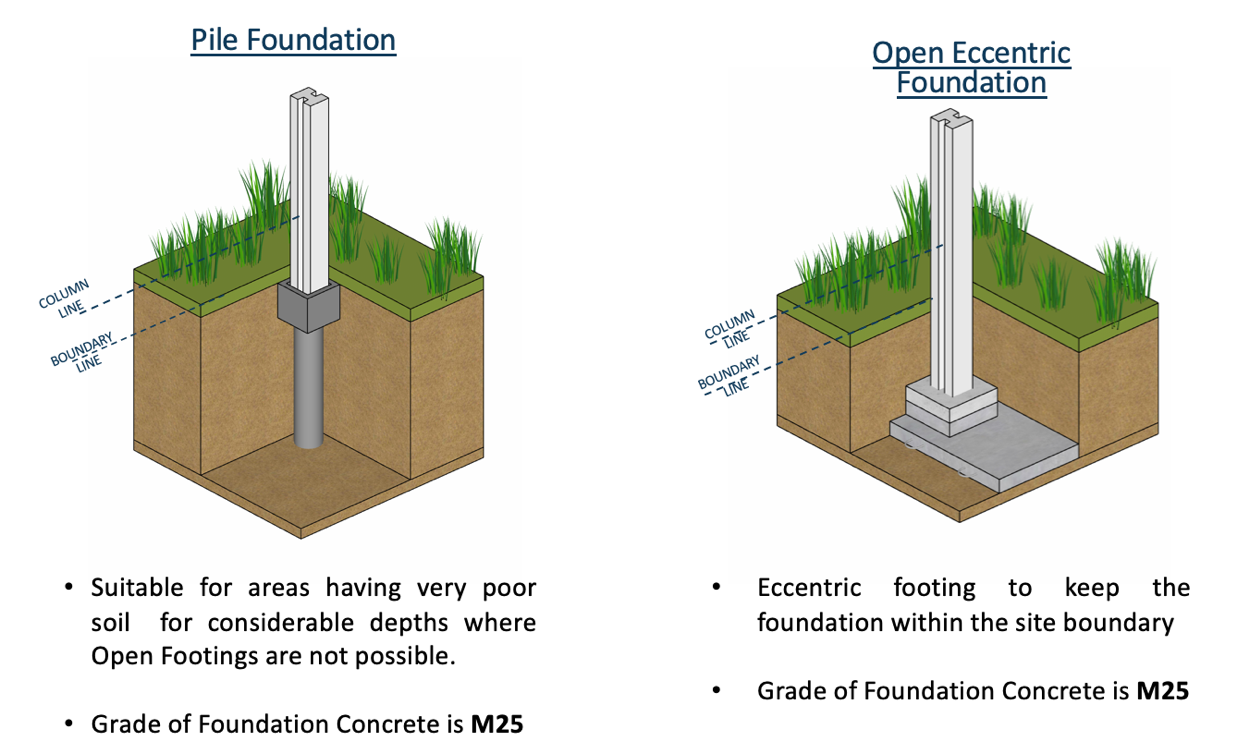 Pile Foundation
COLUMN
LINE
BOUNDARY
LINE
• Suitable for areas having very poor
soil for considerable depths where
Open Footings are not possible.
• Grade of Foundation Concrete is M25
Open Eccentric
Foundation
COLUMN
LINE
BOUNDARY
LINE
• Eccentric footing to keep the
foundation within the site boundary
• Grade of Foundation Concrete is M25